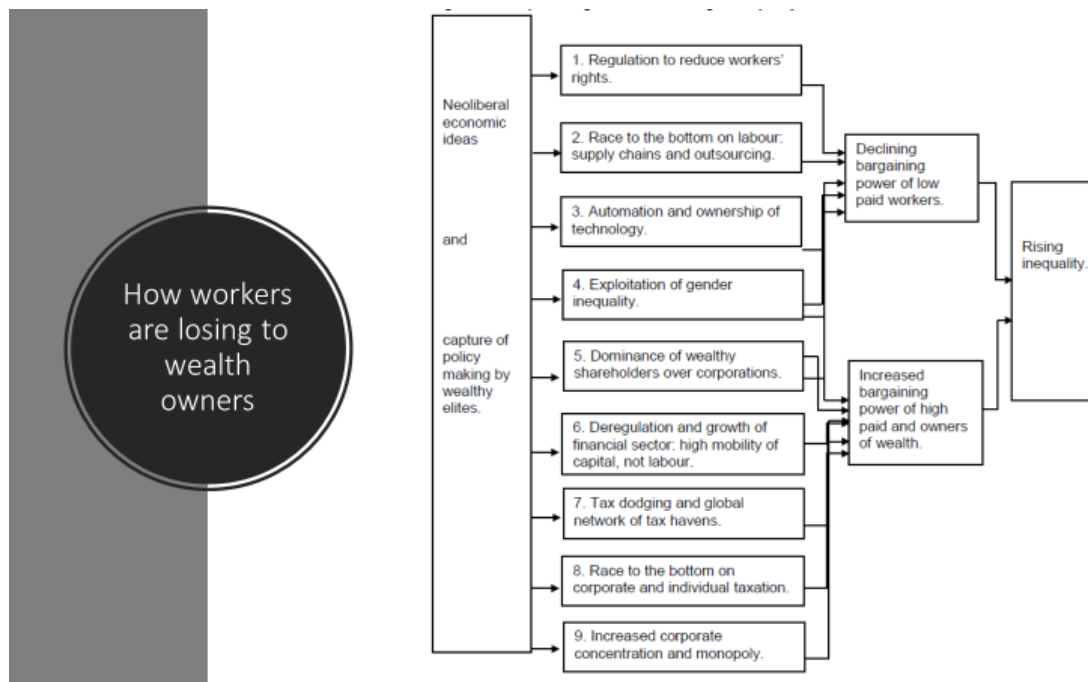 How workers
are losing to
wealth
owners
Neoliberal
economic
ideas
and
capture of
policy
making by
wealthy
elites.
1. Regulation to reduce workers’
rights.
2. Race to the bottom on labour:
supply chains and outsourcing.
3. Automation and ownership of
technology.
4. Exploitation of gender
inequality.
5. Dominance of wealthy
shareholders over corporations.
6. Deregulation and growth of
financial sector: high mobility of
capital, not labour.
7. Tax dodging and global
network of tax havens.
8. Race to the bottom on
corporate and individual taxation.
9. Increased corporate
concentration and monopoly.
Declining
bargaining
power of low
paid workers.
Increased
bargaining
power of high
paid and owners
of wealth.
Rising
inequality.